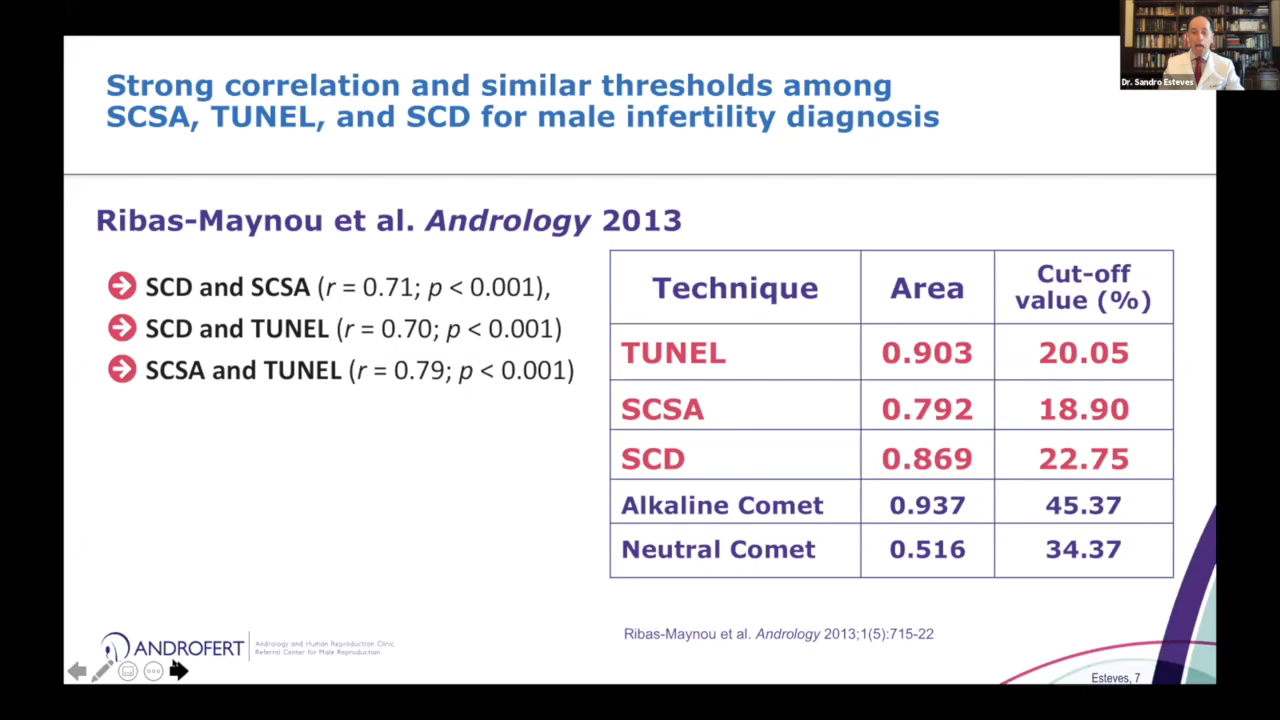 Dr. Sandro Esteves
Strong correlation and similar thresholds among
SCSA, TUNEL, and SCD for male infertility diagnosis
Ribas-Maynou et al. Andrology 2013
SCD and SCSA (r = 0.71; p < 0.001),
SCD and TUNEL (r = 0.70; p < 0.001)
SCSA and TUNEL (r = 0.79; p < 0.001)
Technique Area Cut-off value (%)
TUNEL 0.903 20.05
SCSA 0.792 18.90
SCD 0.869 22.75
Alkaline Comet 0.937 45.37
Neutral Comet 0.516 34.37
Ribas-Maynou et al. Andrology 2013;1(5):715-22
ANDROFERT
Andrology and Human Reproduction Clinic
Referral Center for Male Reproduction
Esteves, 7